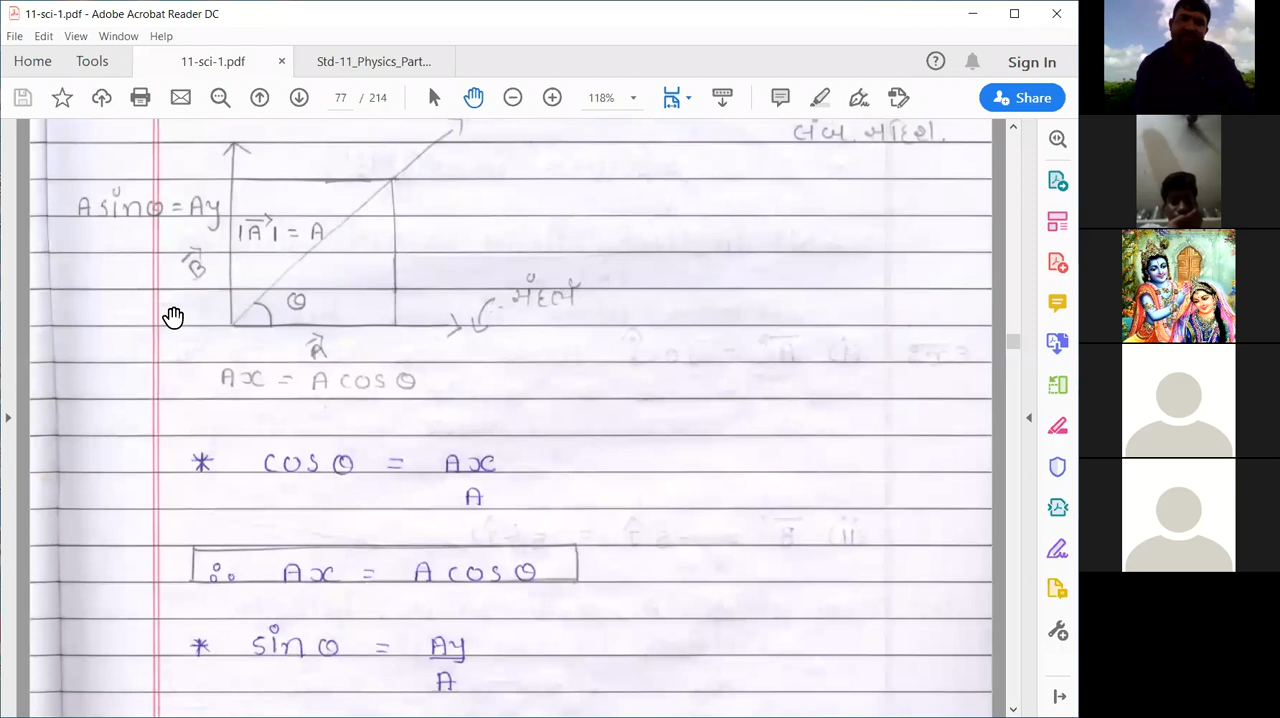 11-sci-1.pdf - Adobe Acrobat Reader DC
File Edit View Window Help
Home Tools 11-sci-1.pdf × Std-11_Physics_Part... Sign In
77 / 214 118% Share
A sinθ = Ay
|A⃗| = A
B⃗
θ
A⃗
Ax = A cos θ
* cos θ = Ax
A
∴ Ax = A cos θ
* sin θ = Ay
A